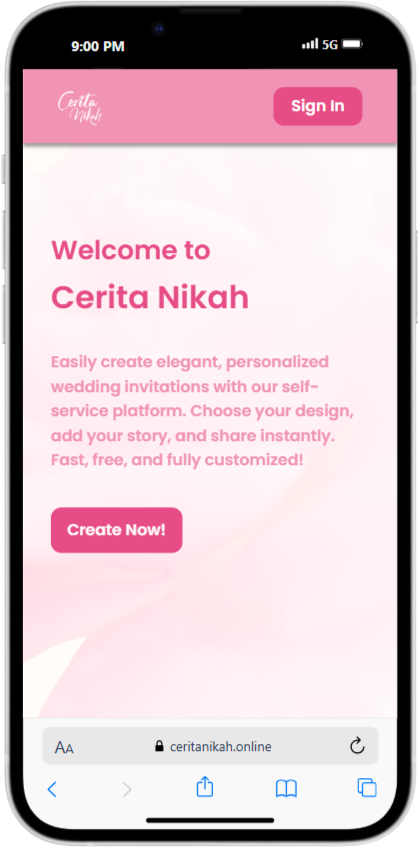 9:00 PM
5G
Cerita
Nikah
Sign In
Welcome to
Cerita Nikah
Easily create elegant, personalized
wedding invitations with our self-
service platform. Choose your design,
add your story, and share instantly.
Fast, free, and fully customized!
Create Now!
AA
ceritanikah.online